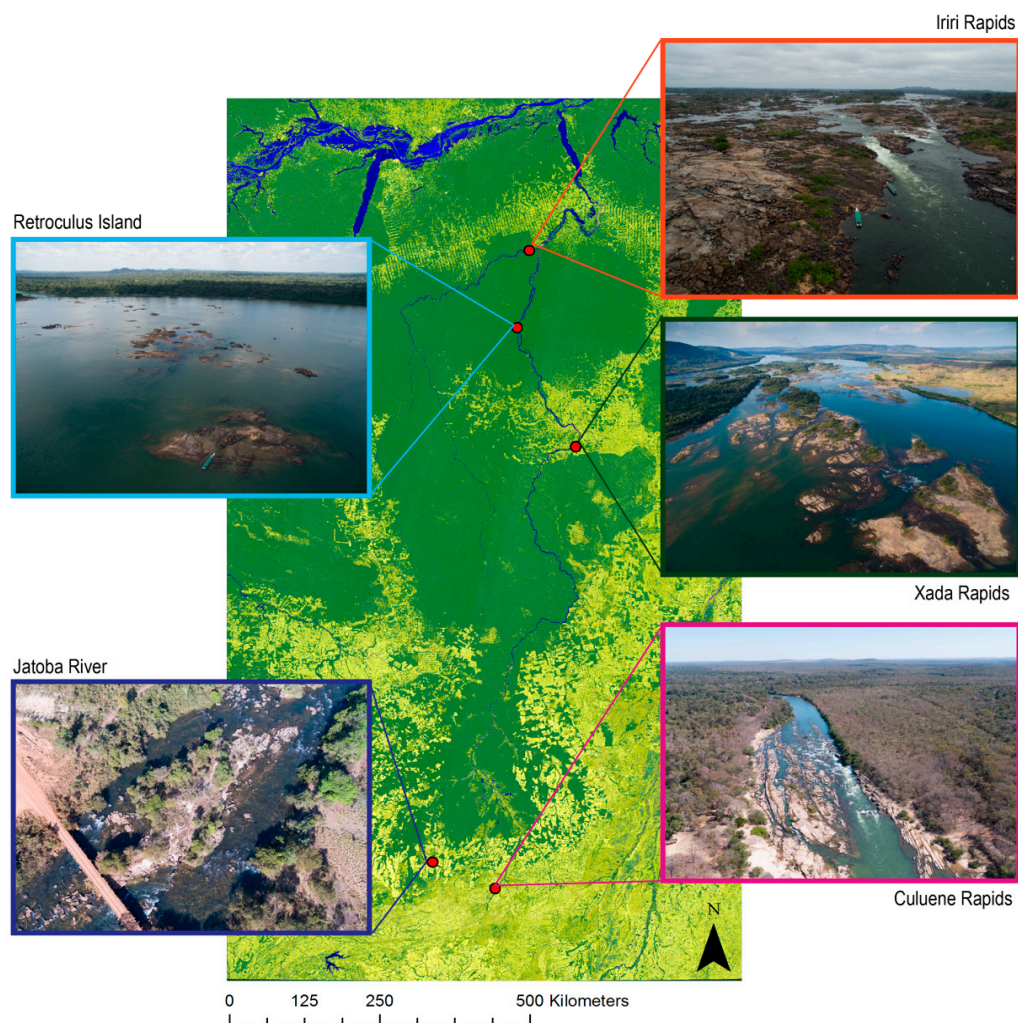 Iriri Rapids
Retroculus Island
Xada Rapids
Jatoba River
Culuene Rapids
N
0 125 250 500 Kilometers